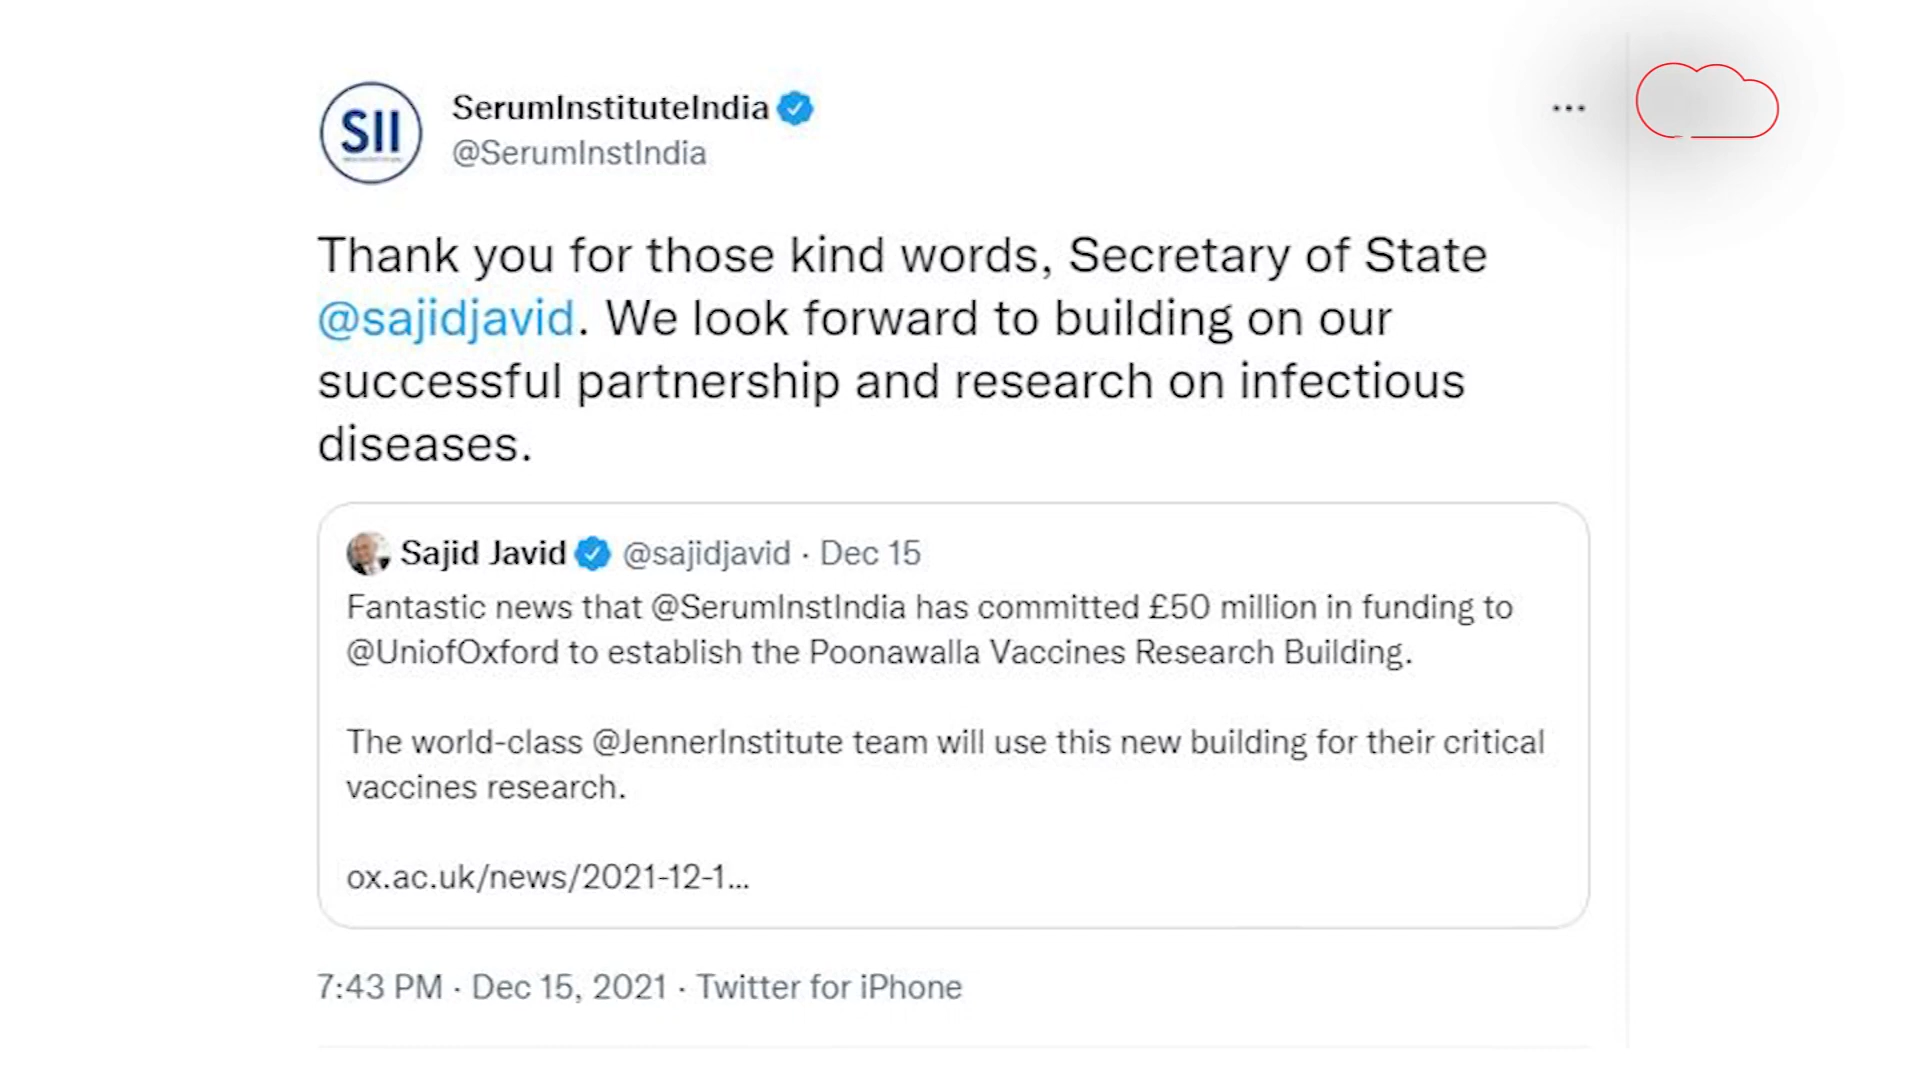 SII
SerumInstituteIndia
@SerumInstIndia
Thank you for those kind words, Secretary of State
@sajidjavid. We look forward to building on our
successful partnership and research on infectious
diseases.
Sajid Javid @sajidjavid · Dec 15
Fantastic news that @SerumInstIndia has committed £50 million in funding to
@UniofOxford to establish the Poonawalla Vaccines Research Building.
The world-class @JennerInstitute team will use this new building for their critical
vaccines research.
ox.ac.uk/news/2021-12-1...
7:43 PM · Dec 15, 2021 · Twitter for iPhone